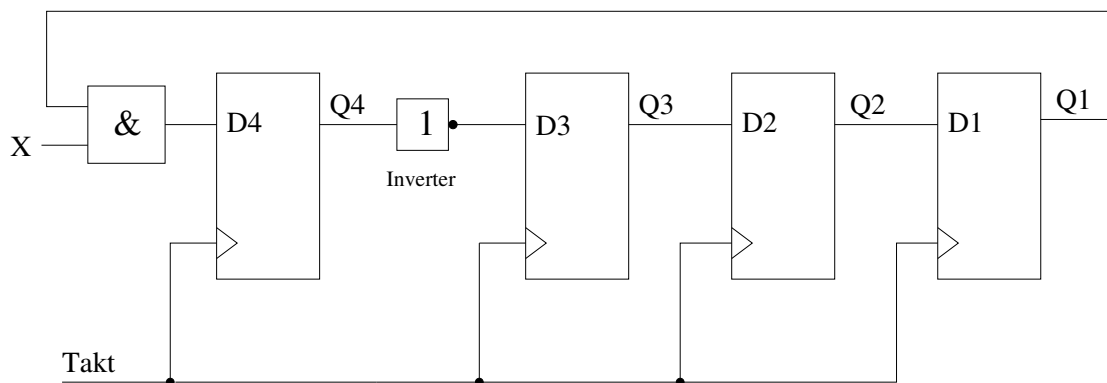 Q4
Q3
Q2
Q1
&
D4
1
D3
D2
D1
X
Inverter
Takt